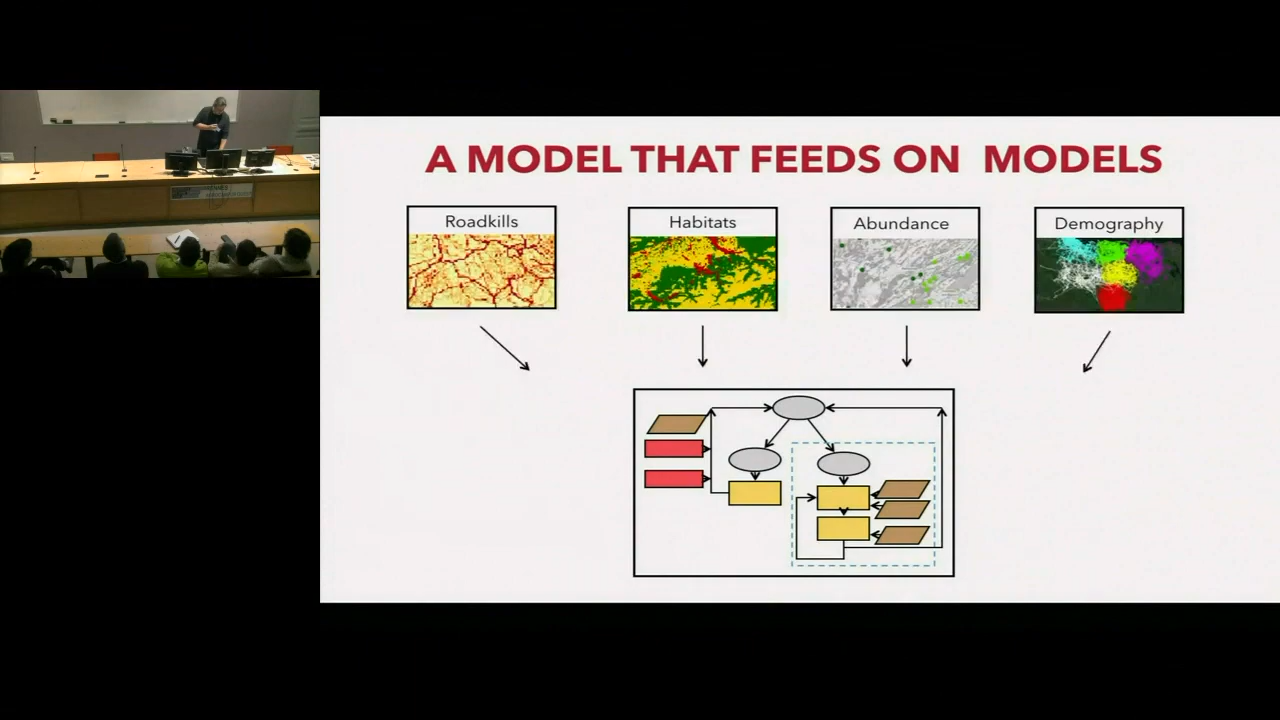 A MODEL THAT FEEDS ON MODELS
Roadkills
Habitats
Abundance
Demography